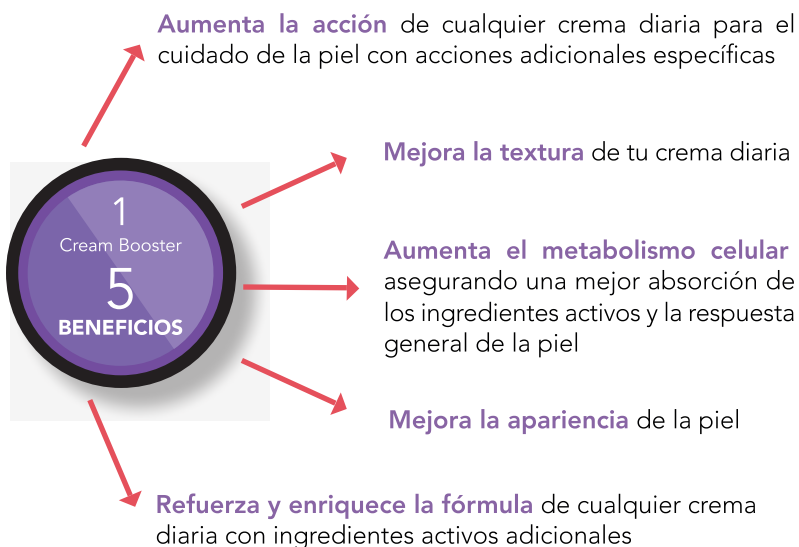 Aumenta la acción de cualquier crema diaria para el
cuidado de la piel con acciones adicionales específicas
Mejora la textura de tu crema diaria
1
Cream Booster
5
BENEFICIOS
Aumenta el metabolismo celular
asegurando una mejor absorción de
los ingredientes activos y la respuesta
general de la piel
Mejora la apariencia de la piel
Refuerza y enriquece la fórmula de cualquier crema
diaria con ingredientes activos adicionales